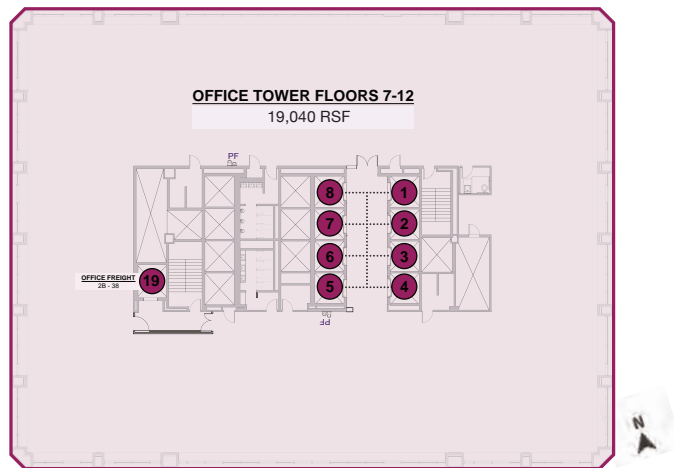 OFFICE TOWER FLOORS 7-12
19,040 RSF
PF
8
1
7
2
6
3
5
4
OFFICE FREIGHT
2B - 38
19
PF
N